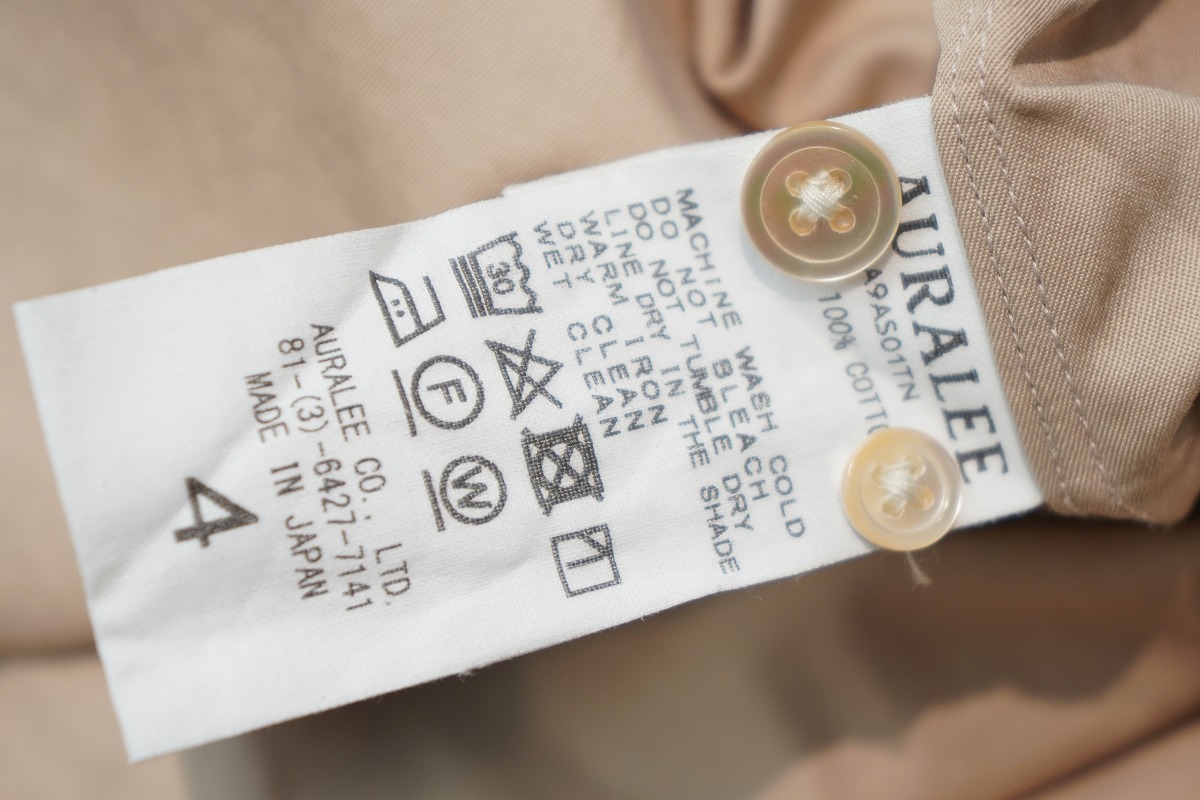 AURALEE
A9AS01TN
100% COTTO
MACHINE WASH COLD
DO NOT BLEACH
DO NOT TUMBLE DRY
LINE DRY IN THE SHADE
WARM IRON
DRY CLEAN
WET CLEAN
30
F
W
AURALEE CO., LTD.
81-(3)-6427-7141
MADE IN JAPAN
4